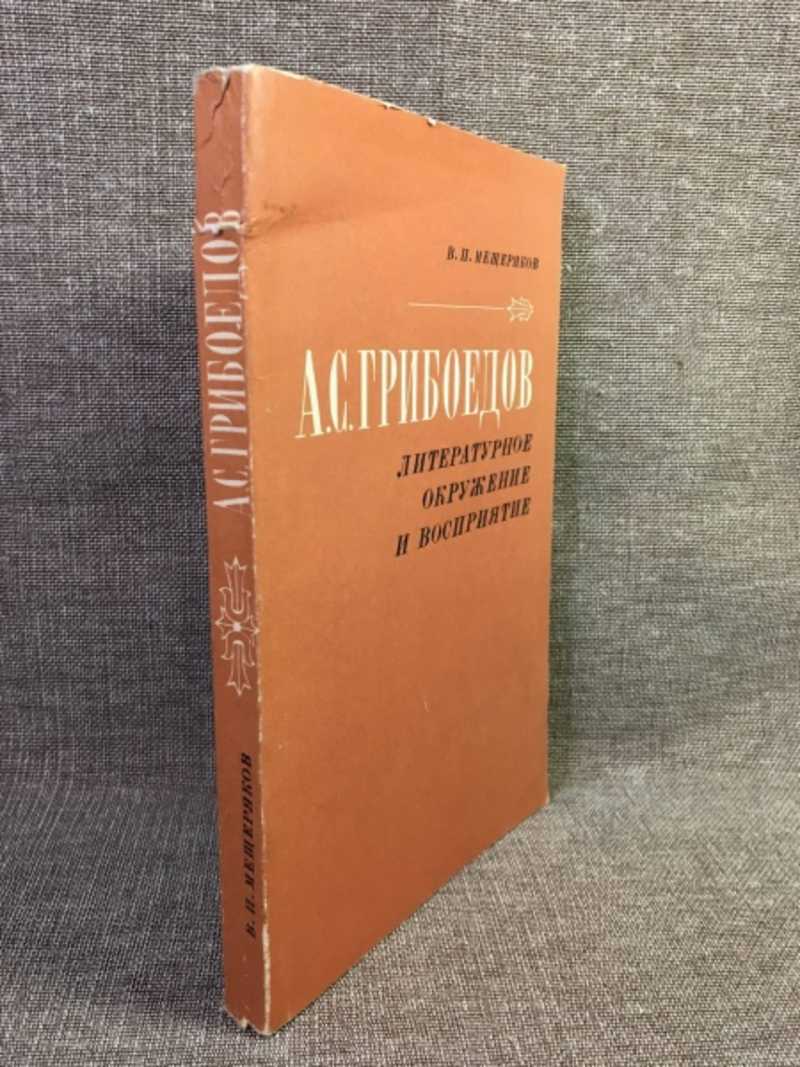 В.П. МЕЩЕРЯКОВ
А.С. ГРИБОЕДОВ
ЛИТЕРАТУРНОЕ
ОКРУЖЕНИЕ
И ВОСПРИЯТИЕ
А.С. ГРИБОЕДОВ
В. П. МЕЩЕРЯКОВ